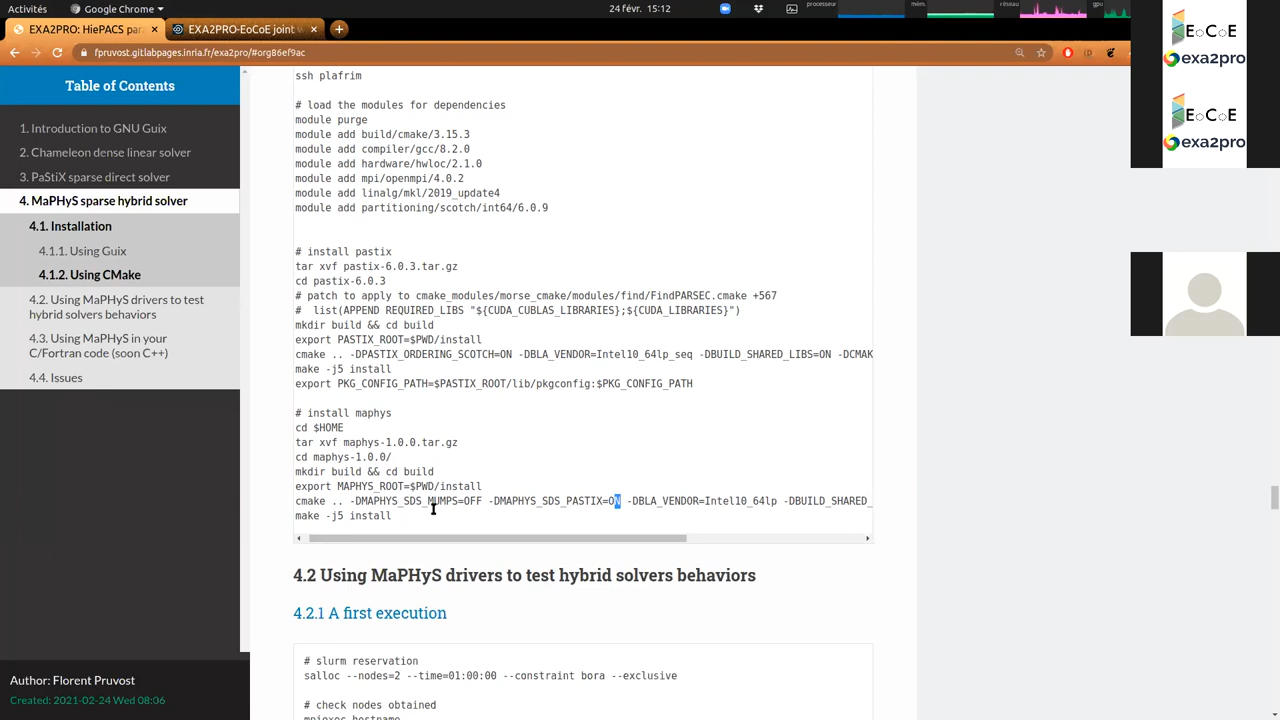 Activités
Google Chrome
24 févr. 15:12
mém.
réseau
gpu
EXA2PRO: HiePACS pa
EXA2PRO-EoCoE joint w
fpruvost.gitlabpages.inria.fr/exa2pro/#org86ef9ac
Table of Contents
1. Introduction to GNU Guix
2. Chameleon dense linear solver
3. PaStiX sparse direct solver
4. MaPHyS sparse hybrid solver
4.1. Installation
4.1.1. Using Guix
4.1.2. Using CMake
4.2. Using MaPHyS drivers to test
hybrid solvers behaviors
4.3. Using MaPHyS in your
C/Fortran code (soon C++)
4.4. Issues
Author: Florent Pruvost
Created: 2021-02-24 Wed 08:06
ssh plafrim
# load the modules for dependencies
module purge
module add build/cmake/3.15.3
module add compiler/gcc/8.2.0
module add hardware/hwloc/2.1.0
module add mpi/openmpi/4.0.2
module add linalg/mkl/2019_update4
module add partitioning/scotch/int64/6.0.9
# install pastix
tar xvf pastix-6.0.3.tar.gz
cd pastix-6.0.3
# patch to apply to cmake_modules/morse_cmake/modules/find/FindPARSEC.cmake +567
#  list(APPEND REQUIRED_LIBS "${CUDA_CUBLAS_LIBRARIES};${CUDA_LIBRARIES}")
mkdir build && cd build
export PASTIX_ROOT=$PWD/install
cmake .. -DPASTIX_ORDERING_SCOTCH=ON -DBLA_VENDOR=Intel10_64lp_seq -DBUILD_SHARED_LIBS=ON -DCMAK
make -j5 install
export PKG_CONFIG_PATH=$PASTIX_ROOT/lib/pkgconfig:$PKG_CONFIG_PATH
# install maphys
cd $HOME
tar xvf maphys-1.0.0.tar.gz
cd maphys-1.0.0/
mkdir build && cd build
export MAPHYS_ROOT=$PWD/install
cmake .. -DMAPHYS_SDS_MUMPS=OFF -DMAPHYS_SDS_PASTIX=ON -DBLA_VENDOR=Intel10_64lp -DBUILD_SHARED_
make -j5 install
4.2 Using MaPHyS drivers to test hybrid solvers behaviors
4.2.1 A first execution
# slurm reservation
salloc --nodes=2 --time=01:00:00 --constraint bora --exclusive
# check nodes obtained
mpiexec hostname
EoCoE
exa2pro
EoCoE
exa2pro